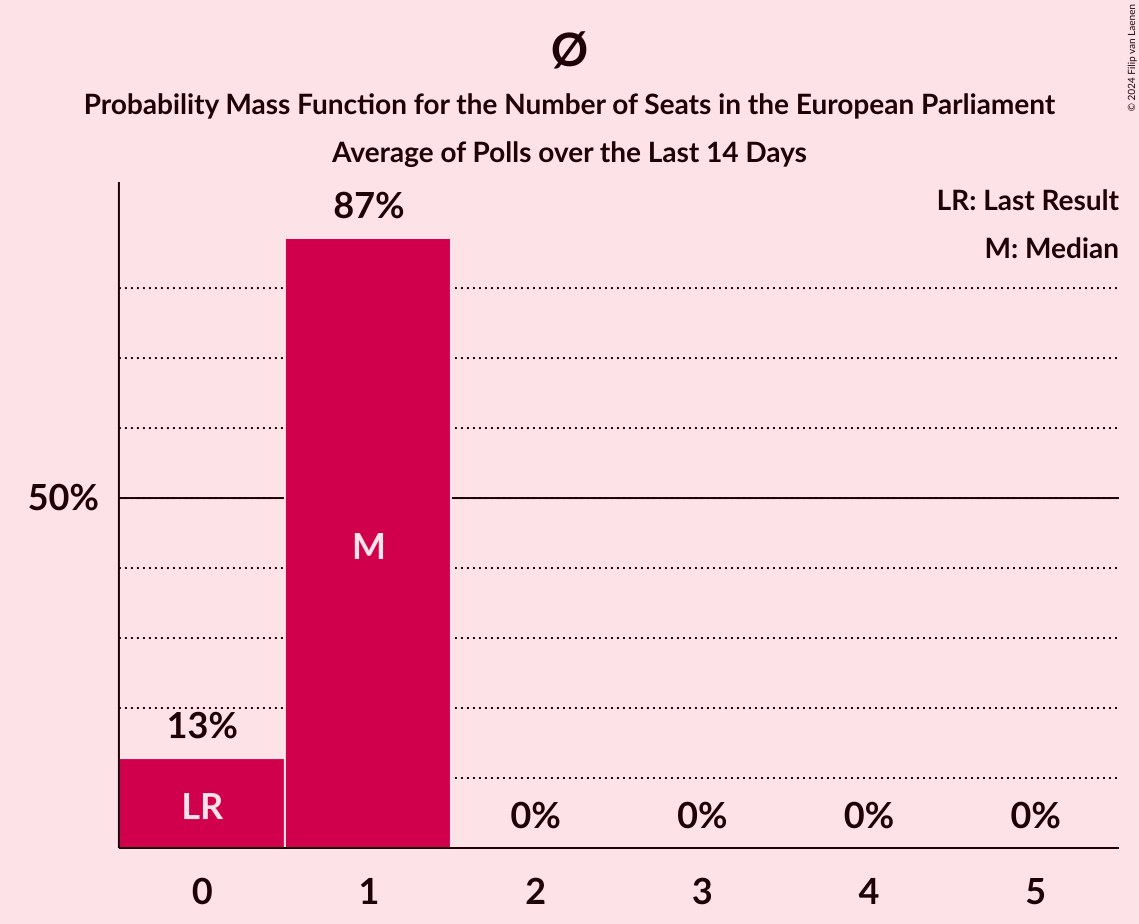 © 2024 Filip van Laenen
Ø
Probability Mass Function for the Number of Seats in the European Parliament
Average of Polls over the Last 14 Days
LR: Last Result
M: Median
87%
50%
M
13%
LR
0%
0%
0%
0%
0
1
2
3
4
5